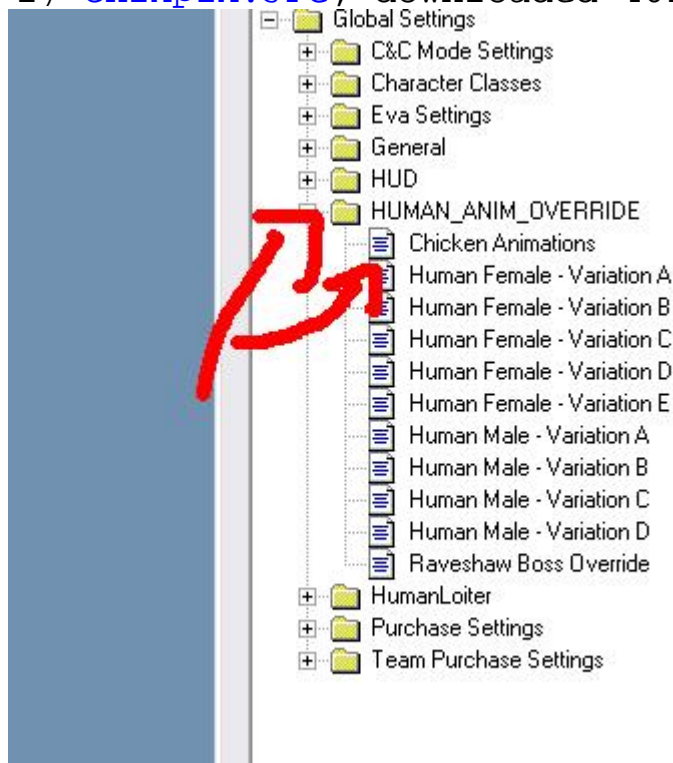 Global Settings
C&C Mode Settings
Character Classes
Eva Settings
General
HUD
HUMAN_ANIM_OVERRIDE
Chicken Animations
Human Female - Variation A
Human Female - Variation B
Human Female - Variation C
Human Female - Variation D
Human Female - Variation E
Human Male - Variation A
Human Male - Variation B
Human Male - Variation C
Human Male - Variation D
Raveshaw Boss Override
HumanLoiter
Purchase Settings
Team Purchase Settings